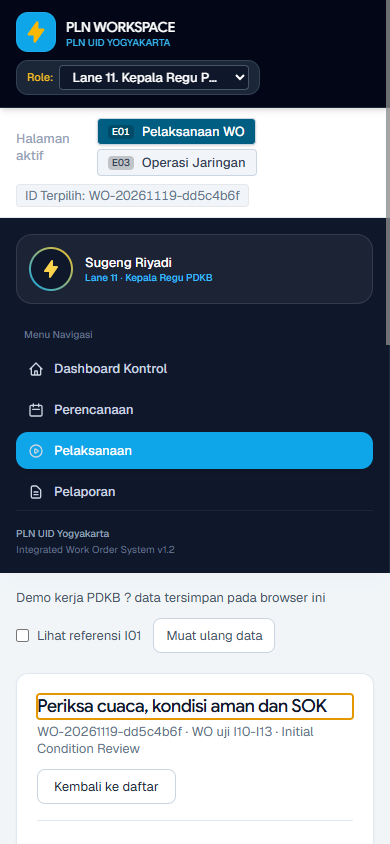 PLN WORKSPACE
PLN UID YOGYAKARTA
Role: Lane 11. Kepala Regu P...
Halaman aktif
E01 Pelaksanaan WO
E03 Operasi Jaringan
ID Terpilih: WO-20261119-dd5c4b6f
Sugeng Riyadi
Lane 11 · Kepala Regu PDKB
Menu Navigasi
Dashboard Kontrol
Perencanaan
Pelaksanaan
Pelaporan
PLN UID Yogyakarta
Integrated Work Order System v1.2
Demo kerja PDKB ? data tersimpan pada browser ini
Lihat referensi I01 Muat ulang data
Periksa cuaca, kondisi aman dan SOK
WO-20261119-dd5c4b6f · WO uji I10-I13 · Initial
Condition Review
Kembali ke daftar